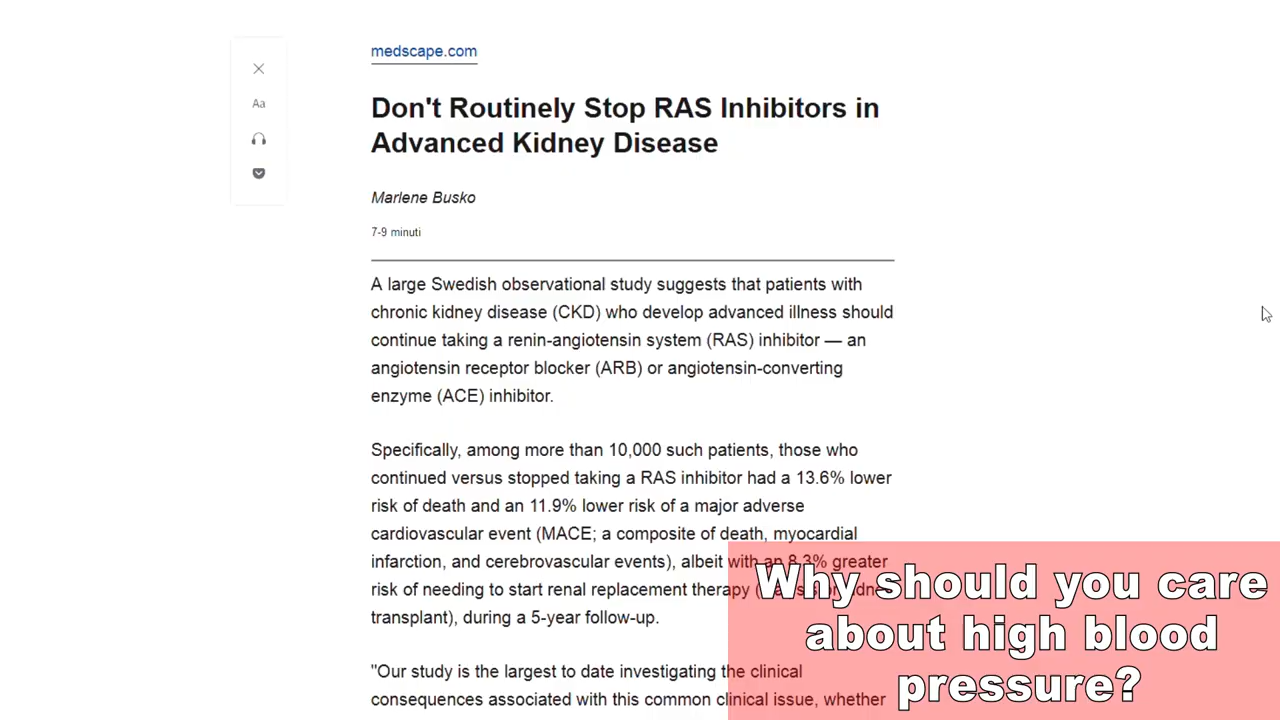 medscape.com
Aa
Don't Routinely Stop RAS Inhibitors in
Advanced Kidney Disease
Marlene Busko
7-9 minuti
A large Swedish observational study suggests that patients with
chronic kidney disease (CKD) who develop advanced illness should
continue taking a renin-angiotensin system (RAS) inhibitor — an
angiotensin receptor blocker (ARB) or angiotensin-converting
enzyme (ACE) inhibitor.
Specifically, among more than 10,000 such patients, those who
continued versus stopped taking a RAS inhibitor had a 13.6% lower
risk of death and an 11.9% lower risk of a major adverse
cardiovascular event (MACE; a composite of death, myocardial
infarction, and cerebrovascular events), albeit with an 8.3% greater
risk of needing to start renal replacement therapy
transplant), during a 5-year follow-up.
"Our study is the largest to date investigating the clinical
consequences associated with this common clinical issue, whether
Why should you care
about high blood
pressure?